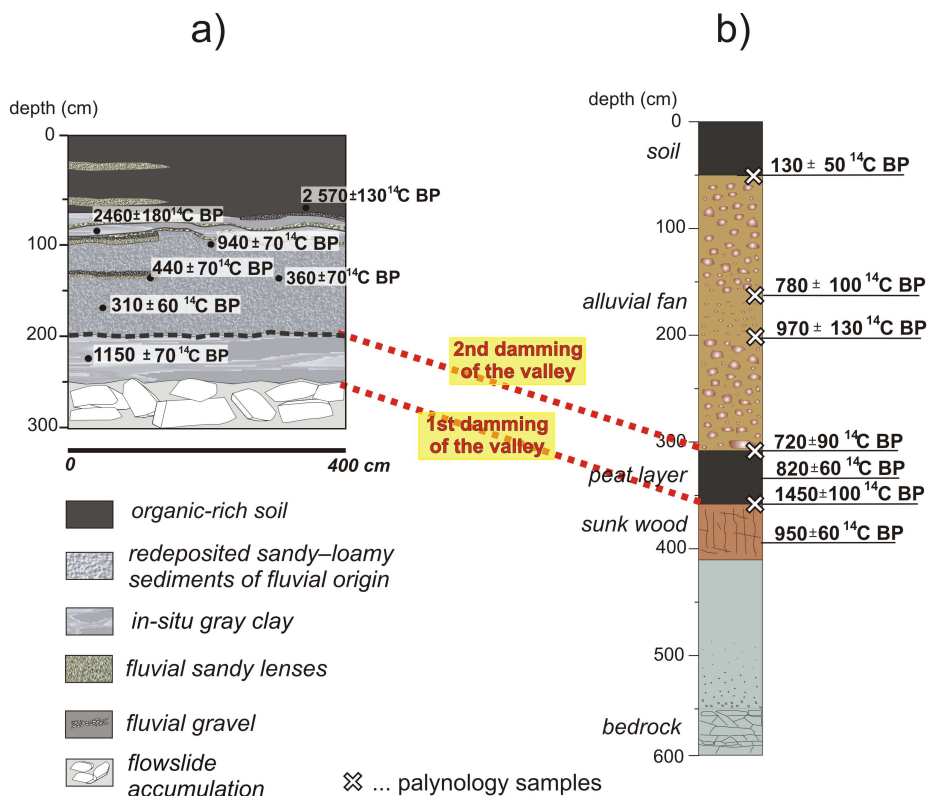 a)
depth (cm)
0
100
200
300
2 570±130¹⁴C BP
2460±180¹⁴C BP
940±70¹⁴C BP
440±70¹⁴C BP
360±70¹⁴C BP
310±60 ¹⁴C BP
1150 ±70¹⁴C BP
0
400 cm
2nd damming
of the valley
1st damming
of the valley
organic-rich soil
redeposited sandy–loamy
sediments of fluvial origin
in-situ gray clay
fluvial sandy lenses
fluvial gravel
flowslide
accumulation
b)
depth (cm)
0
100
200
300
400
500
600
soil
alluvial fan
peat layer
sunk wood
bedrock
130 ± 50 ¹⁴C BP
780 ± 100 ¹⁴C BP
970 ± 130 ¹⁴C BP
720±90 ¹⁴C BP
820±60 ¹⁴C BP
1450±100 ¹⁴C BP
950±60 ¹⁴C BP
... palynology samples